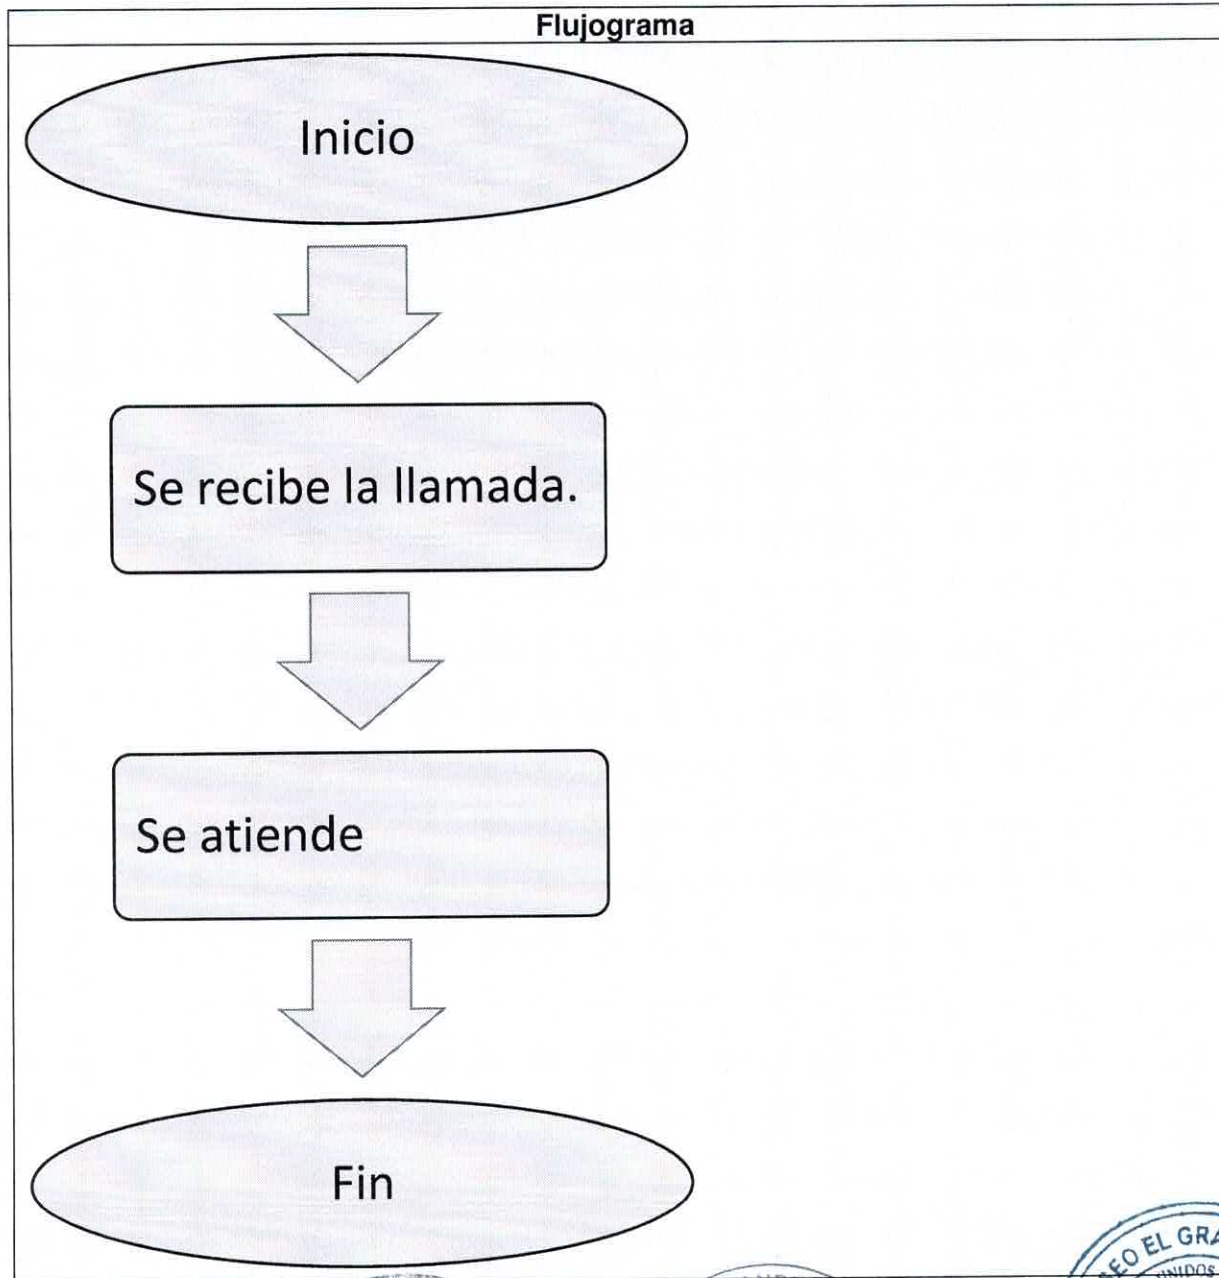 Flujograma
Inicio
Se recibe la llamada.
Se atiende
Fin
EL GRA
UNIDOS